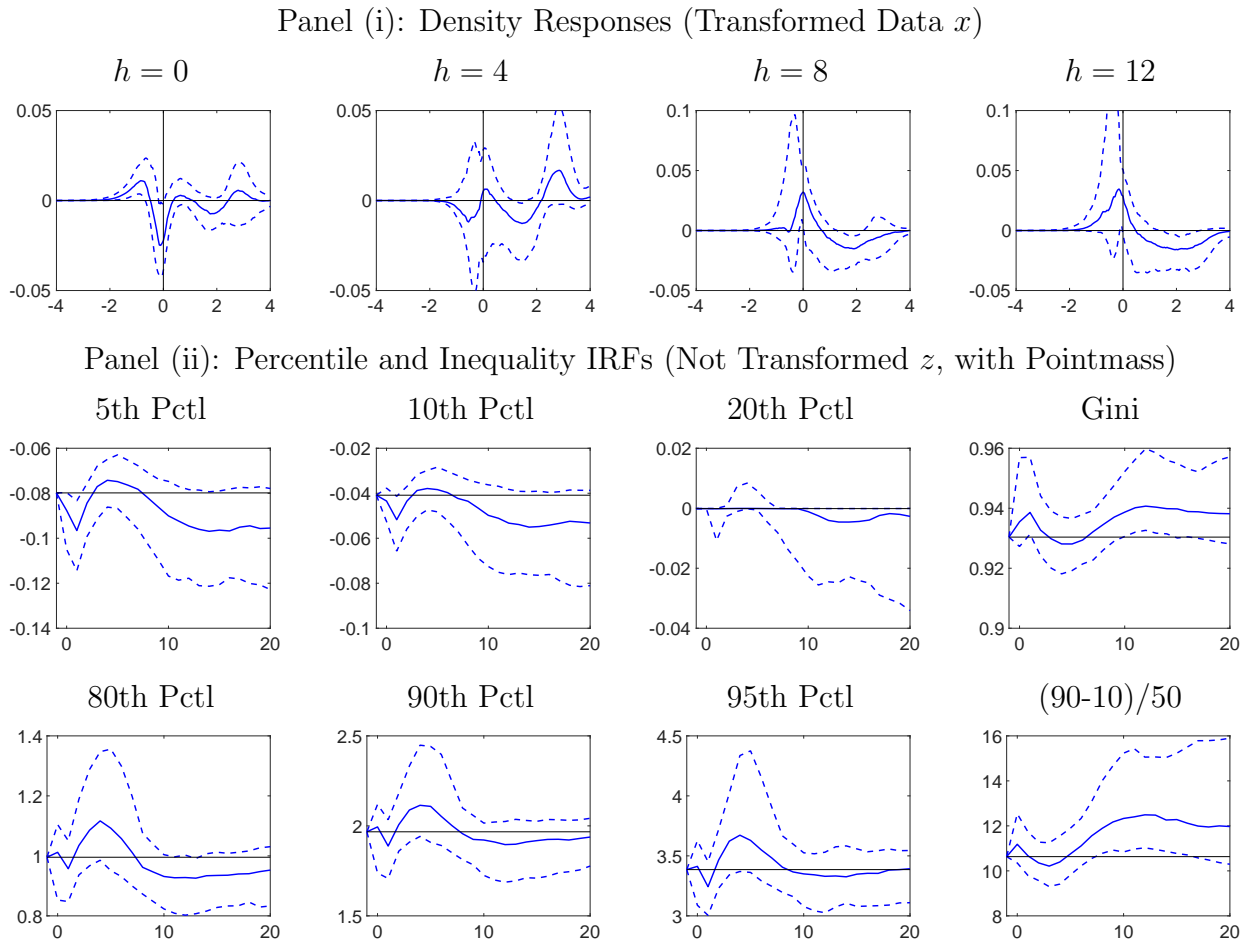 Panel (i): Density Responses (Transformed Data x)
h = 0 h = 4 h = 8 h = 12
0.05 0.05 0.1 0.1
0.05 0.05
0 0
0 0
-0.05 -0.05 -0.05 -0.05
-4 -2 0 2 4 -4 -2 0 2 4 -4 -2 0 2 4 -4 -2 0 2 4
Panel (ii): Percentile and Inequality IRFs (Not Transformed z, with Pointmass)
5th Pctl 10th Pctl 20th Pctl Gini
-0.06 -0.02 0.02 0.96
-0.08 -0.04 0 0.94
-0.1 -0.06
-0.12 -0.08 -0.02 0.92
-0.14 -0.1 -0.04 0.9
0 10 20 0 10 20 0 10 20 0 10 20
80th Pctl 90th Pctl 95th Pctl (90-10)/50
1.4 2.5 4.5 16
1.2 4 14
2 12
1 3.5 10
0.8 1.5 3 8
0 10 20 0 10 20 0 10 20 0 10 20